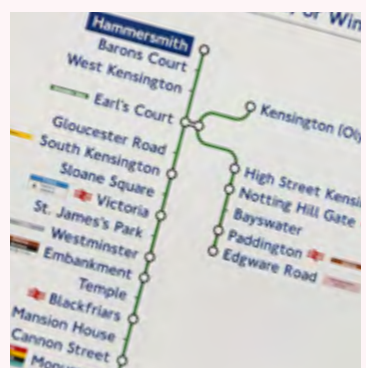 Hammersmith
Barons Court
West Kensington
Earl's Court
Kensington (Oly
Gloucester Road
South Kensington
High Street Kensi
Sloane Square
Notting Hill Gate
Victoria
Bayswater
St. James's Park
Paddington
Westminster
Edgware Road
Embankment
Temple
Blackfriars
Mansion House
Cannon Street